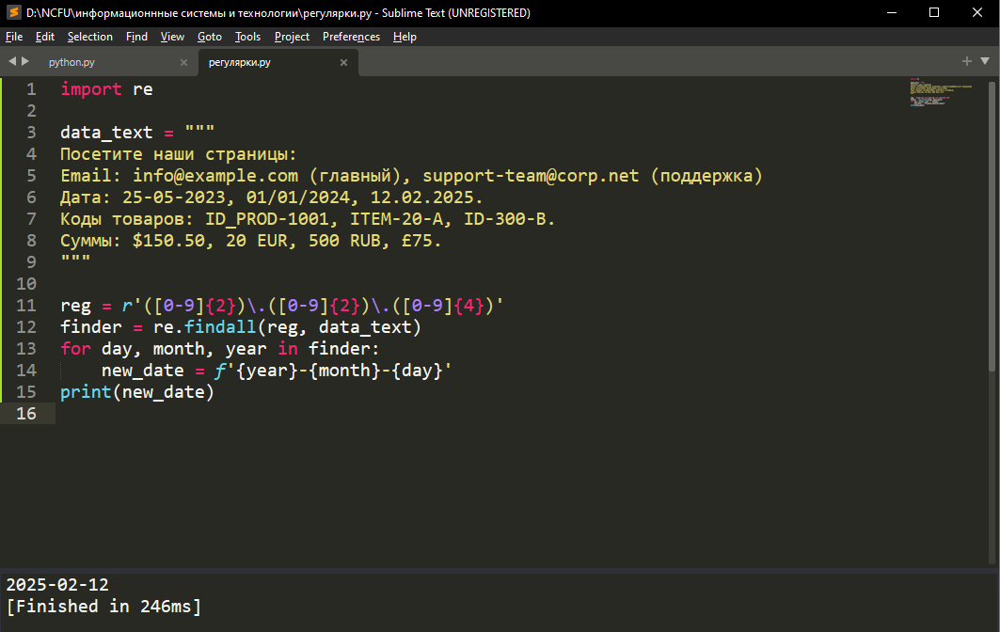 D:\NCFU\информационнные системы и технологии\регулярки.py - Sublime Text (UNREGISTERED)
File Edit Selection Find View Goto Tools Project Preferences Help
python.py × регулярки.py ×
1 import re
2
3 data_text = """
4 Посетите наши страницы:
5 Email: info@example.com (главный), support-team@corp.net (поддержка)
6 Дата: 25-05-2023, 01/01/2024, 12.02.2025.
7 Коды товаров: ID_PROD-1001, ITEM-20-A, ID-300-B.
8 Суммы: $150.50, 20 EUR, 500 RUB, £75.
9 """
10
11 reg = r'([0-9]{2})\.([0-9]{2})\.([0-9]{4})'
12 finder = re.findall(reg, data_text)
13 for day, month, year in finder:
14     new_date = f'{year}-{month}-{day}'
15 print(new_date)
16
2025-02-12
[Finished in 246ms]